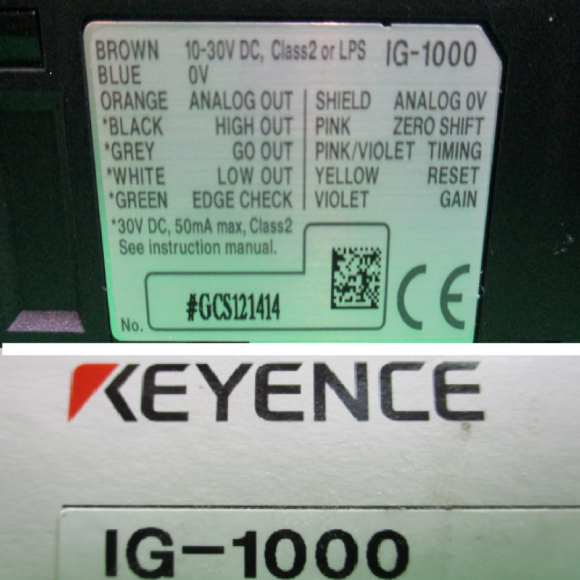 BROWN 10-30V DC, Class2 or LPS IG-1000
BLUE 0V
ORANGE ANALOG OUT SHIELD ANALOG 0V
*BLACK HIGH OUT PINK ZERO SHIFT
*GREY GO OUT PINK/VIOLET TIMING
*WHITE LOW OUT YELLOW RESET
*GREEN EDGE CHECK VIOLET GAIN
*30V DC, 50mA max, Class2
See instruction manual.
No. #GCS121414 CE
KEYENCE
IG-1000